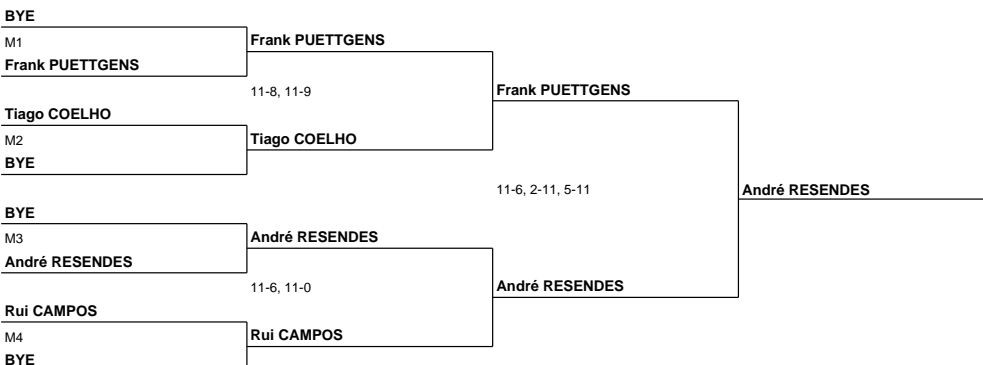 BYE
M1
Frank PUETTGENS
Frank PUETTGENS
11-8, 11-9
Frank PUETTGENS
Tiago COELHO
M2
Tiago COELHO
BYE
11-6, 2-11, 5-11
André RESENDES
BYE
M3
André RESENDES
André RESENDES
11-6, 11-0
André RESENDES
Rui CAMPOS
M4
Rui CAMPOS
BYE